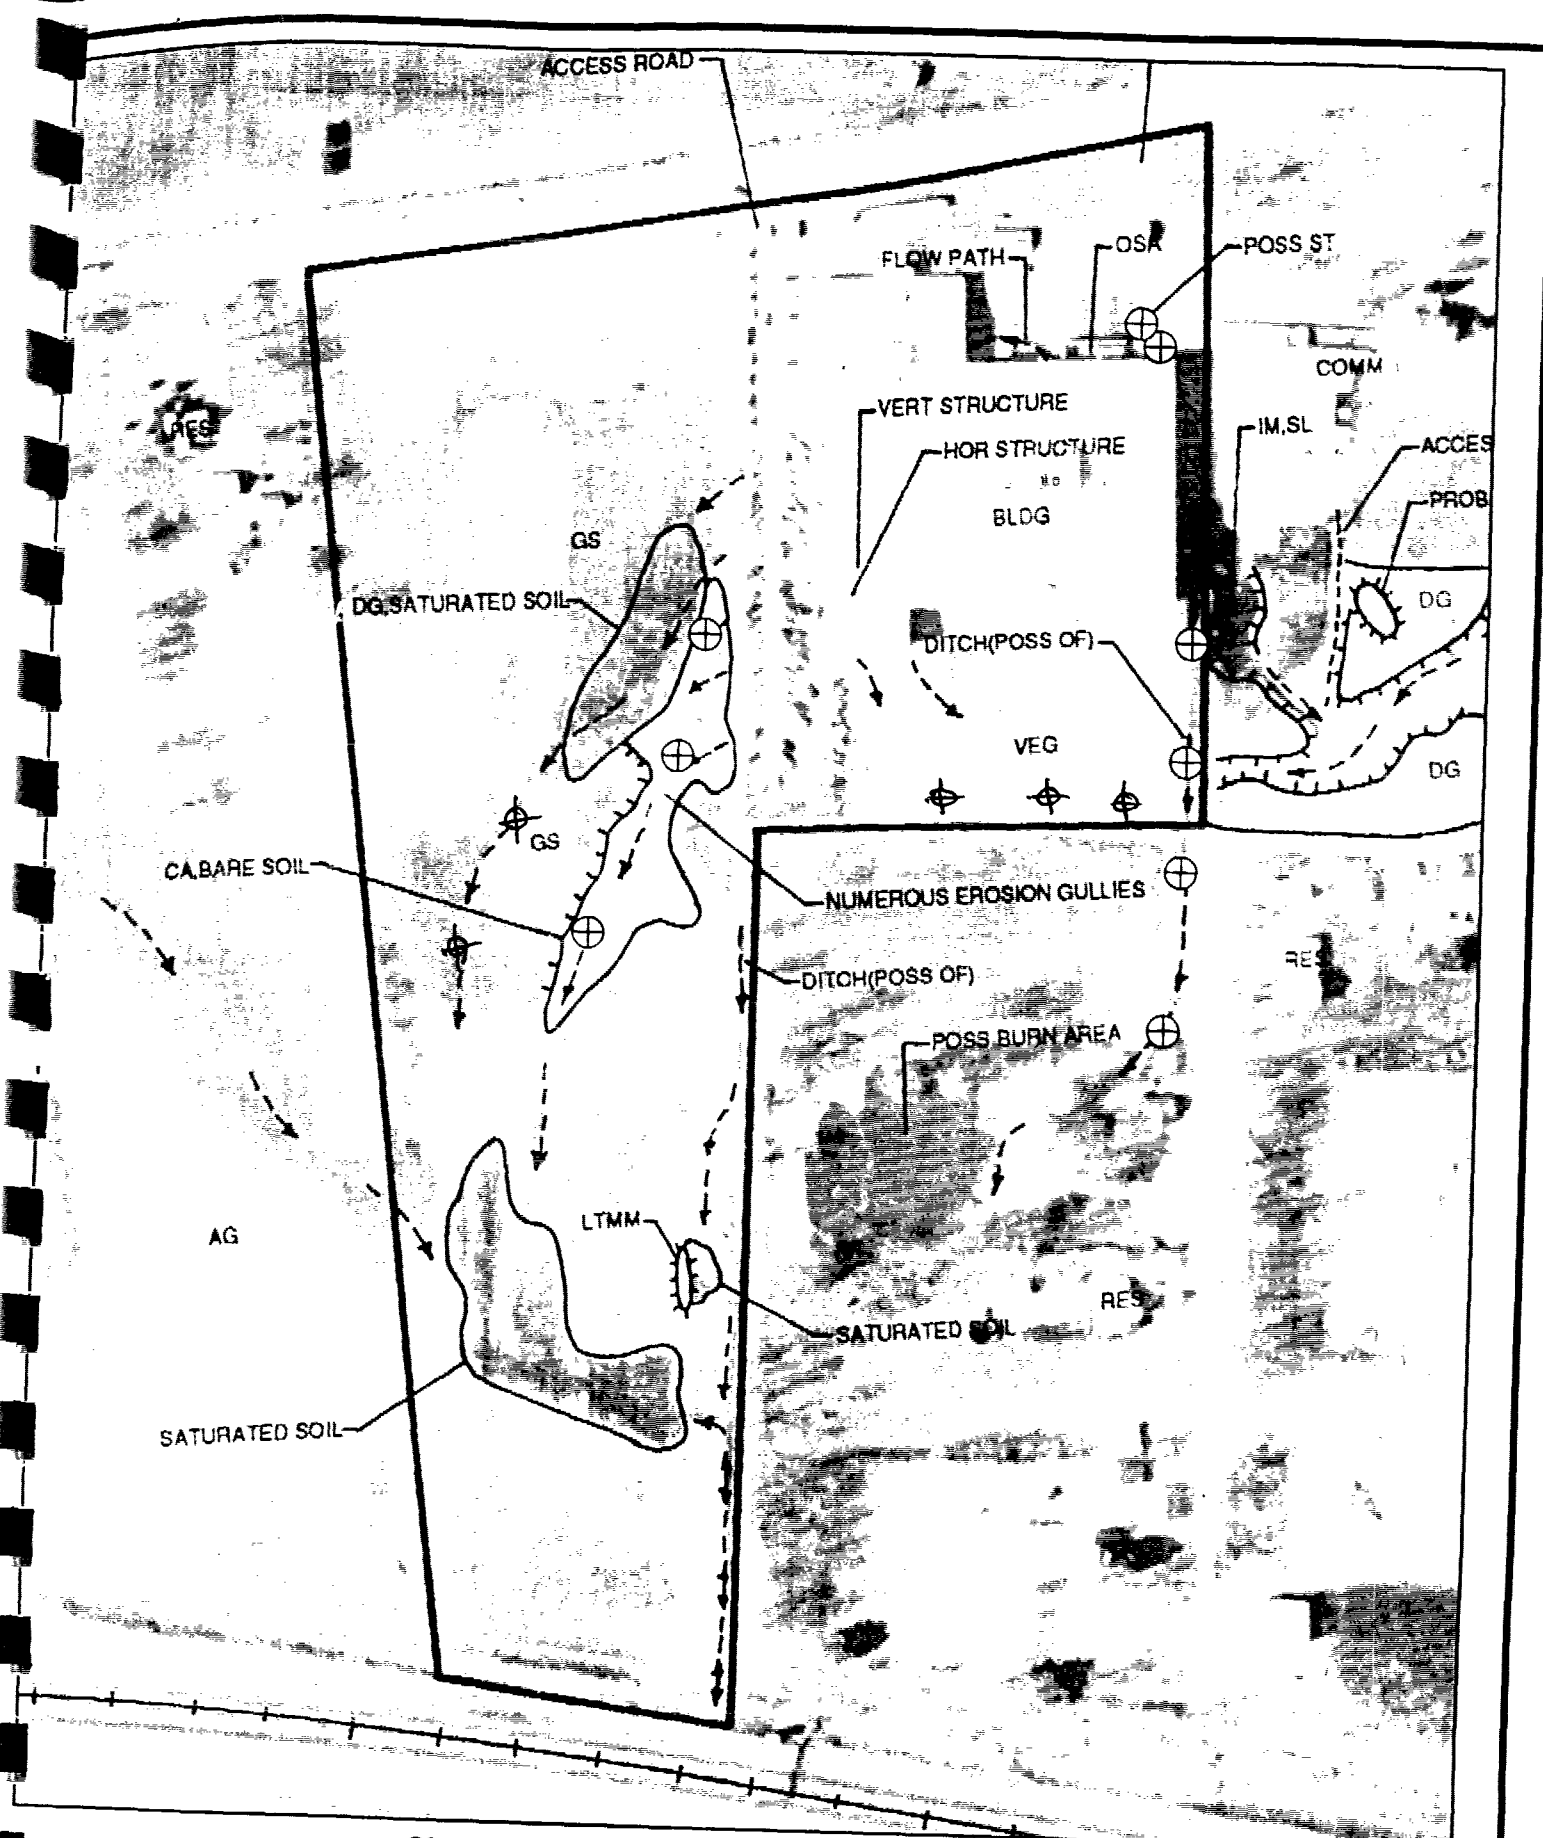 ACCESS ROAD
FLOW PATH
OSA
POSS ST
COMM
VERT STRUCTURE
IM,SL
RES
HOR STRUCTURE
ACCES
PROB
BLDG
GS
DG,SATURATED SOIL
DG
DITCH(POSS OF)
VEG
DG
GS
CA,BARE SOIL
NUMEROUS EROSION GULLIES
RES
DITCH(POSS OF)
POSS BURN AREA
LTMM
AG
RES
SATURATED SOIL
SATURATED SOIL